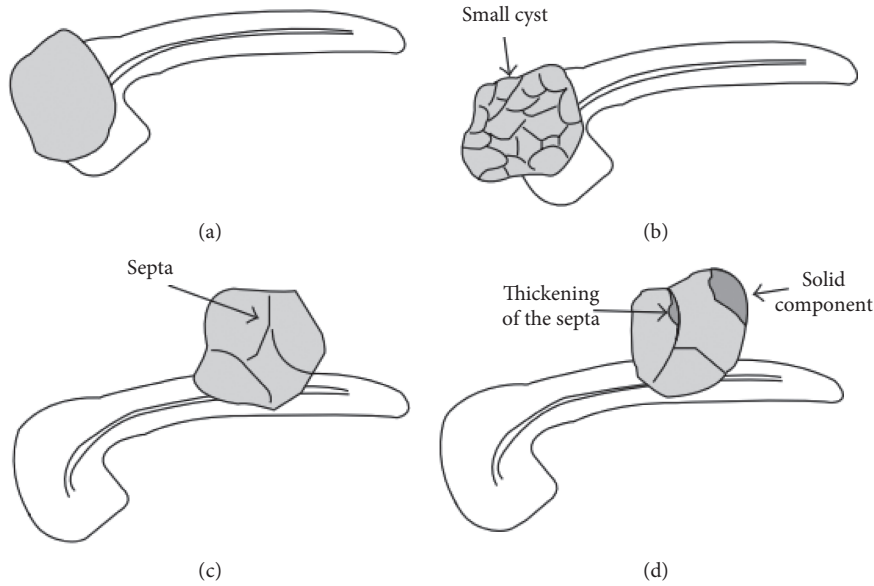 Small cyst
(a)
(b)
Septa
Thickening
of the septa
Solid
component
(c)
(d)